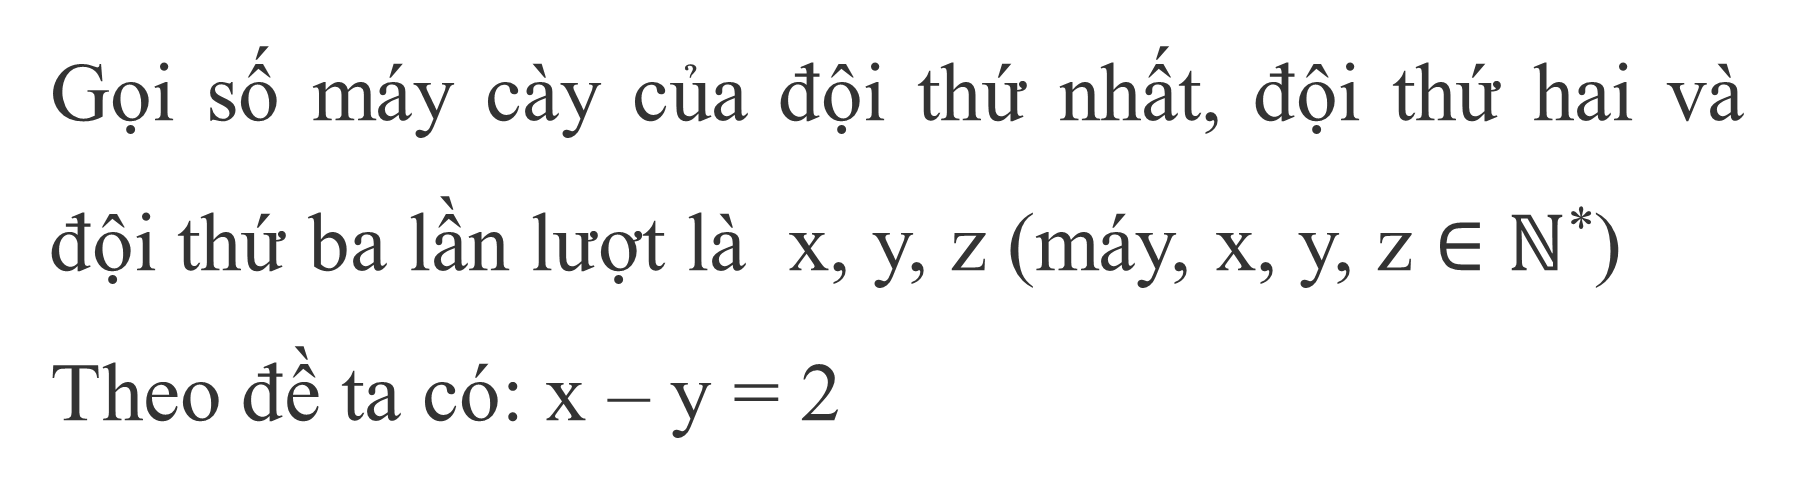 Gọi số máy cày của đội thứ nhất, đội thứ hai và
đội thứ ba lần lượt là x, y, z (máy, x, y, z ∈ ℕ*)
Theo đề ta có: x – y = 2